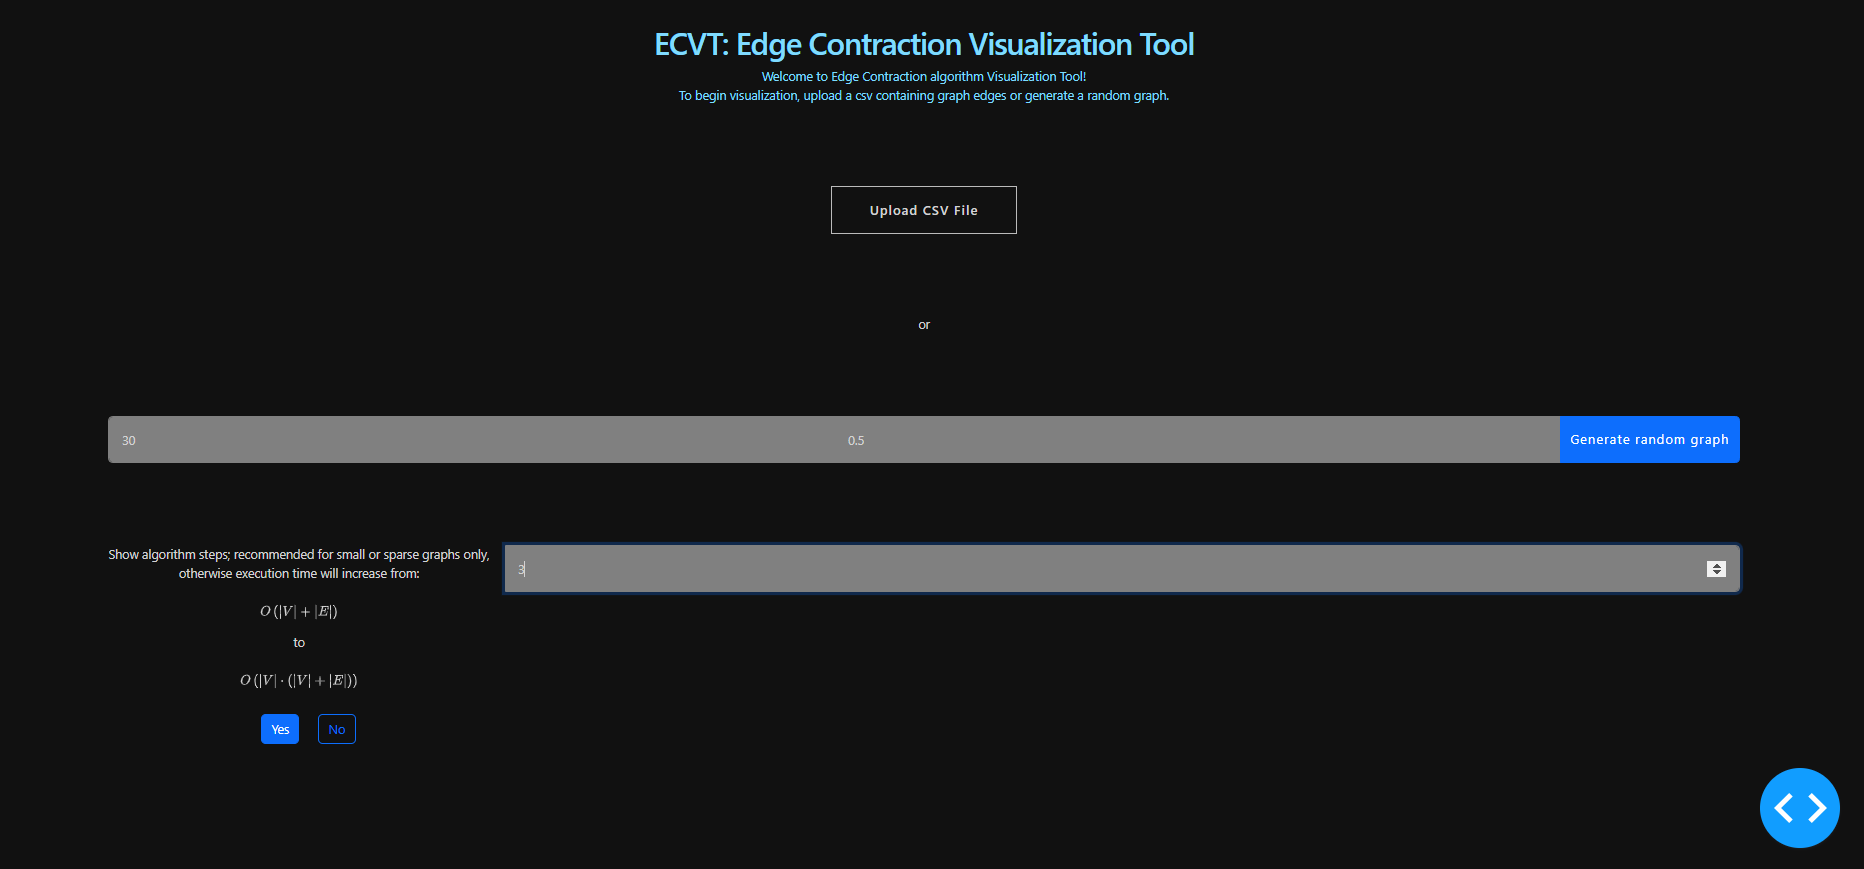 ECVT: Edge Contraction Visualization Tool
Welcome to Edge Contraction algorithm Visualization Tool!
To begin visualization, upload a csv containing graph edges or generate a random graph.
Upload CSV File
or
30
0.5
Generate random graph
Show algorithm steps; recommended for small or sparse graphs only,
otherwise execution time will increase from:
O (|V| + |E|)
to
O (|V| · (|V| + |E|))
Yes
No
3